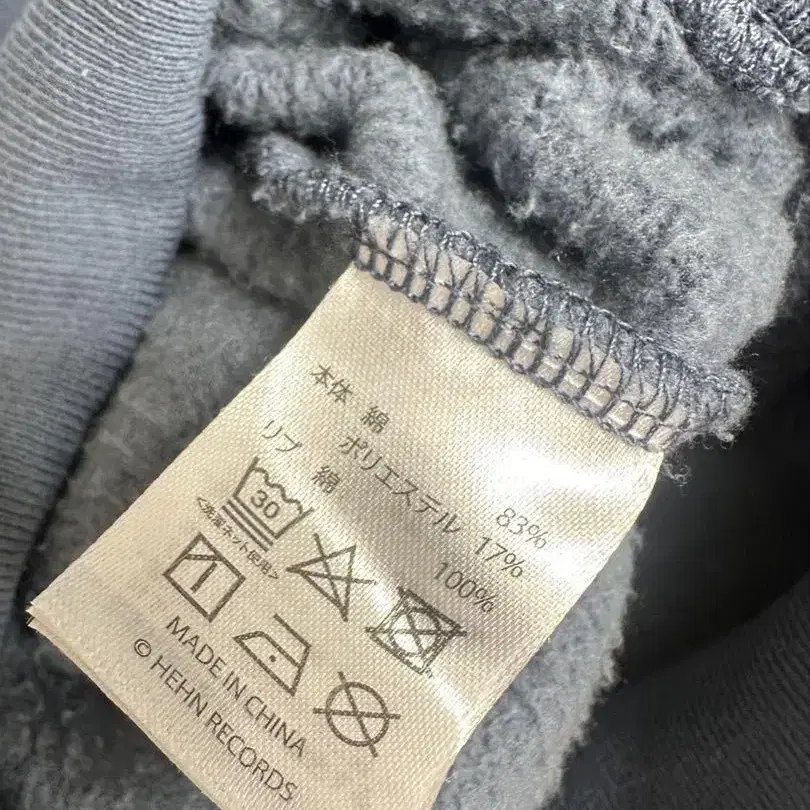 本体 綿 83%
ポリエステル 17%
リブ 綿 100%
30
<洗濯ネット使用>
MADE IN CHINA
© HEHN RECORDS